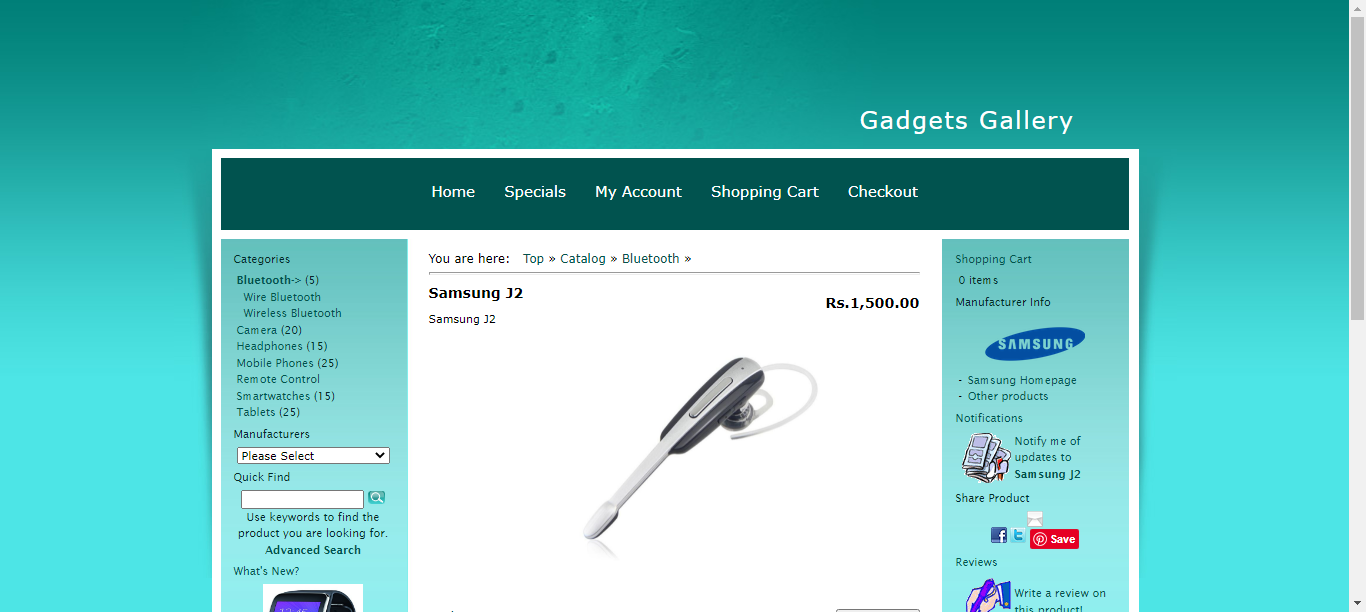 Gadgets Gallery
Home Specials My Account Shopping Cart Checkout
Categories
Bluetooth-> (5)
Wire Bluetooth
Wireless Bluetooth
Camera (20)
Headphones (15)
Mobile Phones (25)
Remote Control
Smartwatches (15)
Tablets (25)
Manufacturers
Please Select
Quick Find
Use keywords to find the
product you are looking for.
Advanced Search
What's New?
You are here: Top » Catalog » Bluetooth »
Samsung J2
Rs.1,500.00
Samsung J2
Shopping Cart
0 items
Manufacturer Info
SAMSUNG
- Samsung Homepage
- Other products
Notifications
Notify me of
updates to
Samsung J2
Share Product
Save
Reviews
Write a review on
this product!